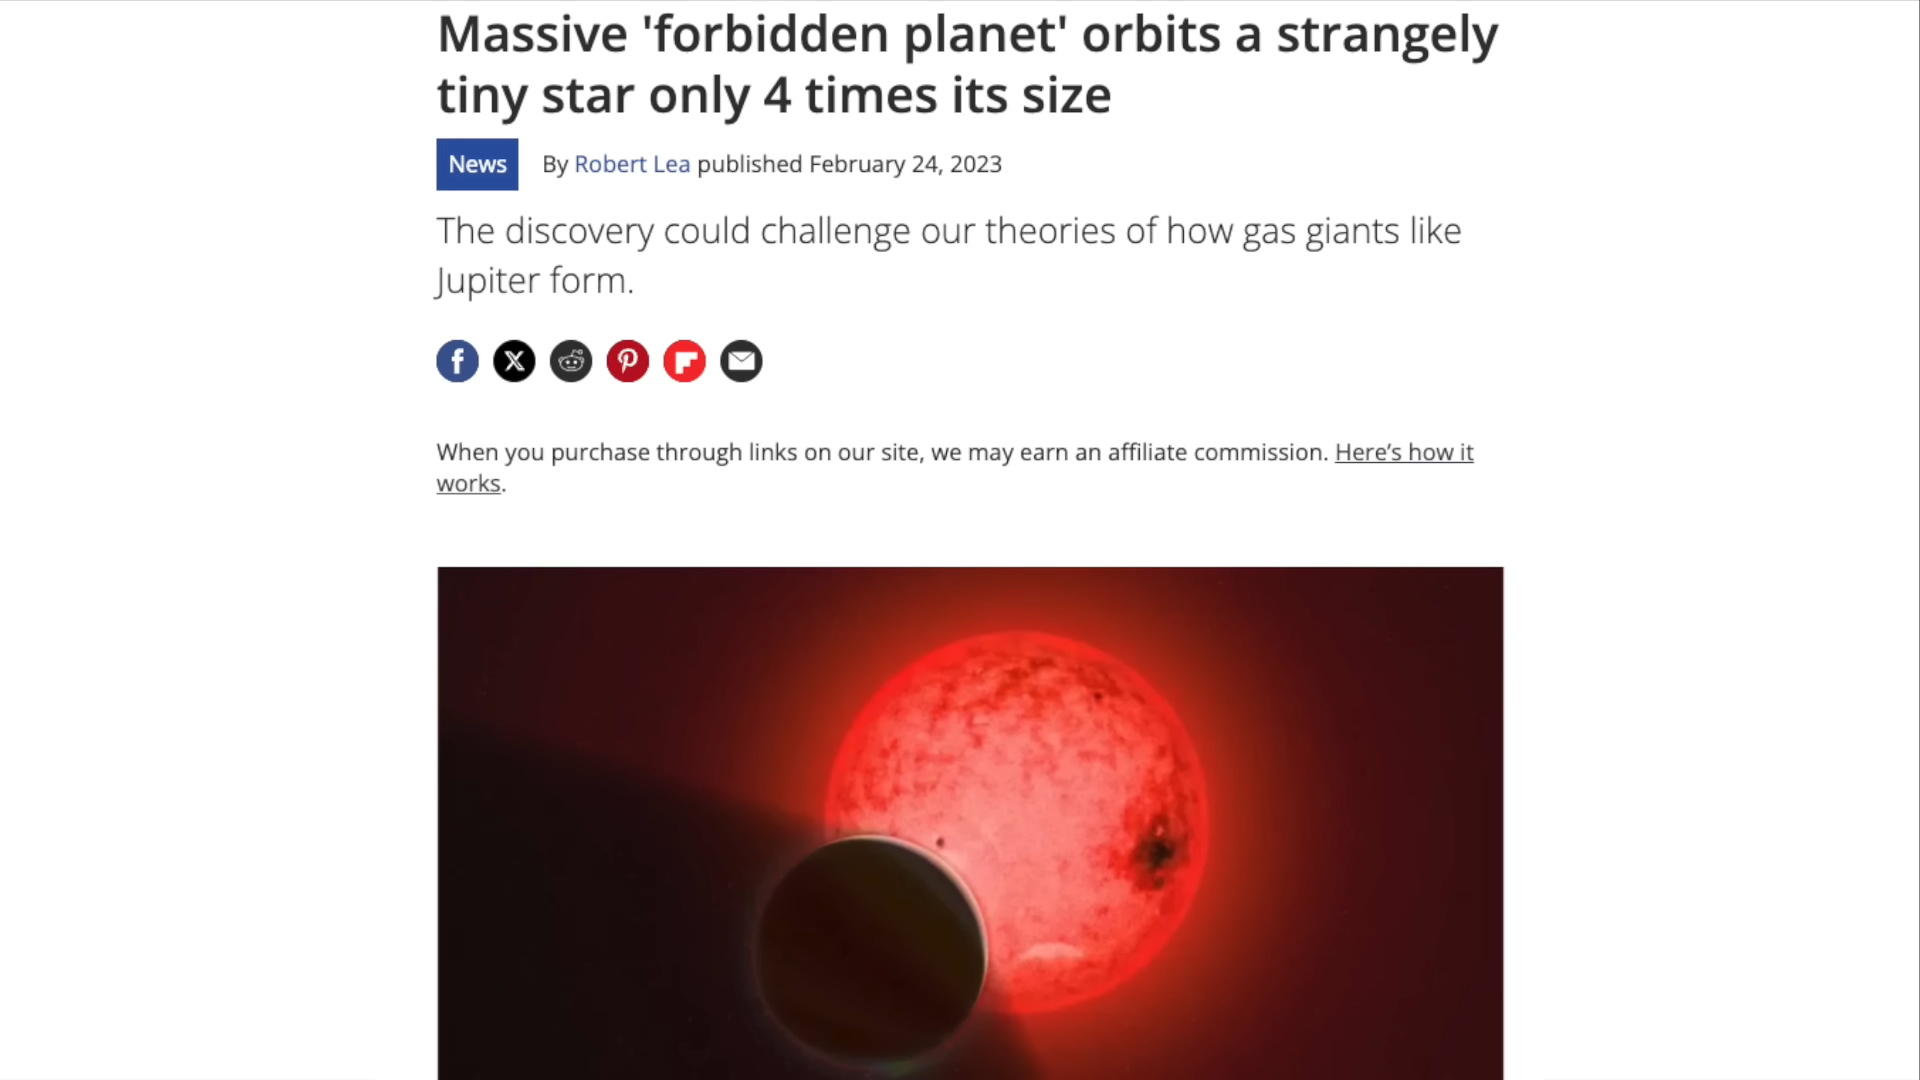 Massive 'forbidden planet' orbits a strangely
tiny star only 4 times its size
News By Robert Lea published February 24, 2023
The discovery could challenge our theories of how gas giants like
Jupiter form.
When you purchase through links on our site, we may earn an affiliate commission. Here’s how it
works.